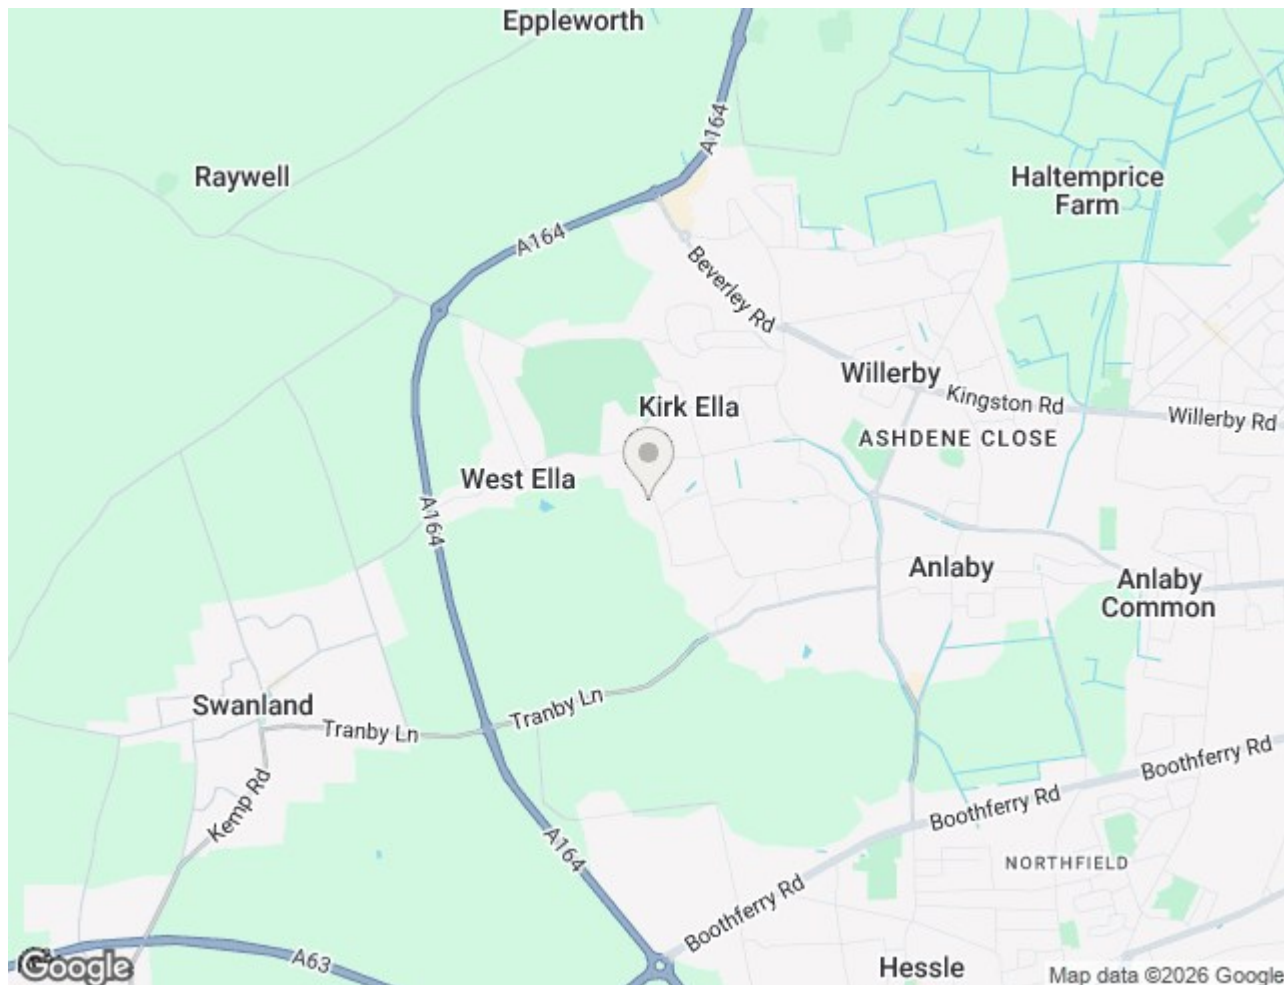 Eppleworth
A164
Raywell
Haltemprice
Farm
A164
Beverley Rd
Willerby
Kingston Rd
Kirk Ella
Willerby Rd
ASHDENE CLOSE
West Ella
A164
Anlaby
Anlaby
Common
Swanland
Tranby Ln
Tranby Ln
Boothferry Rd
Kemp Rd
Boothferry Rd
A164
NORTHFIELD
Boothferry Rd
A63
Hessle
Google
Map data ©2026 Google